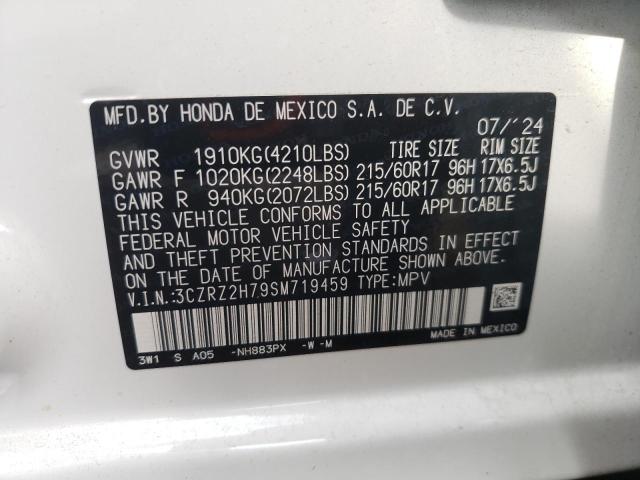 MFD.BY HONDA DE MEXICO S.A. DE C.V.
07/´24
GVWR 1910KG(4210LBS) TIRE SIZE RIM SIZE
GAWR F 1020KG(2248LBS) 215/60R17 96H 17X6.5J
GAWR R 940KG(2072LBS) 215/60R17 96H 17X6.5J
THIS VEHICLE CONFORMS TO ALL APPLICABLE
FEDERAL MOTOR VEHICLE SAFETY
AND THEFT PREVENTION STANDARDS IN EFFECT
ON THE DATE OF MANUFACTURE SHOWN ABOVE.
V.I.N.:3CZRZ2H79SM719459 TYPE:MPV
3W1 S A05 -NH883PX -W -M
MADE IN MEXICO